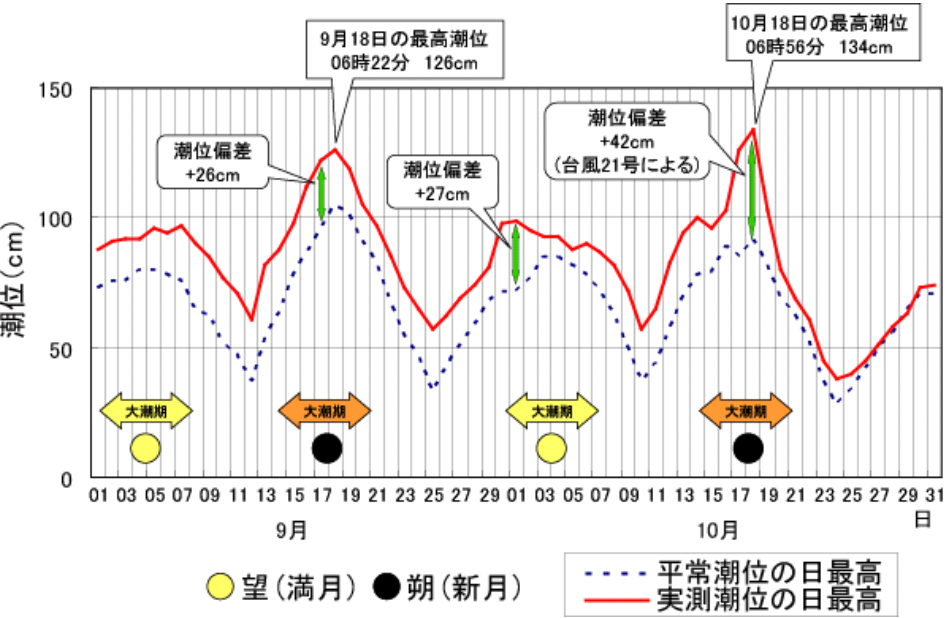 9月18日の最高潮位
06時22分 126cm
10月18日の最高潮位
06時56分 134cm
潮位偏差
+26cm
潮位偏差
+27cm
潮位偏差
+42cm
(台風21号による)
150
100
50
0
潮位(cm)
大潮期
大潮期
大潮期
大潮期
01 03 05 07 09 11 13 15 17 19 21 23 25 27 29 01 03 05 07 09 11 13 15 17 19 21 23 25 27 29 31
9月
10月
日
望(満月)
朔(新月)
平常潮位の日最高
実測潮位の日最高